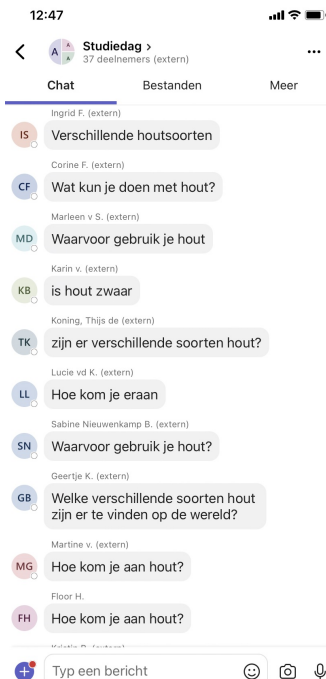 12:47
A
A
A
Studiedag >
37 deelnemers (extern)
Chat
Bestanden
Meer
Ingrid F. (extern)
IS
Verschillende houtsoorten
Corine F. (extern)
CF
Wat kun je doen met hout?
Marleen v S. (extern)
MD
Waarvoor gebruik je hout
Karin v. (extern)
KB
is hout zwaar
Koning, Thijs de (extern)
TK
zijn er verschillende soorten hout?
Lucie vd K. (extern)
LL
Hoe kom je eraan
Sabine Nieuwenkamp B. (extern)
SN
Waarvoor gebruik je hout?
Geertje K. (extern)
GB
Welke verschillende soorten hout
zijn er te vinden op de wereld?
Martine v. (extern)
MG
Hoe kom je aan hout?
Floor H.
FH
Hoe kom je aan hout?
Typ een bericht